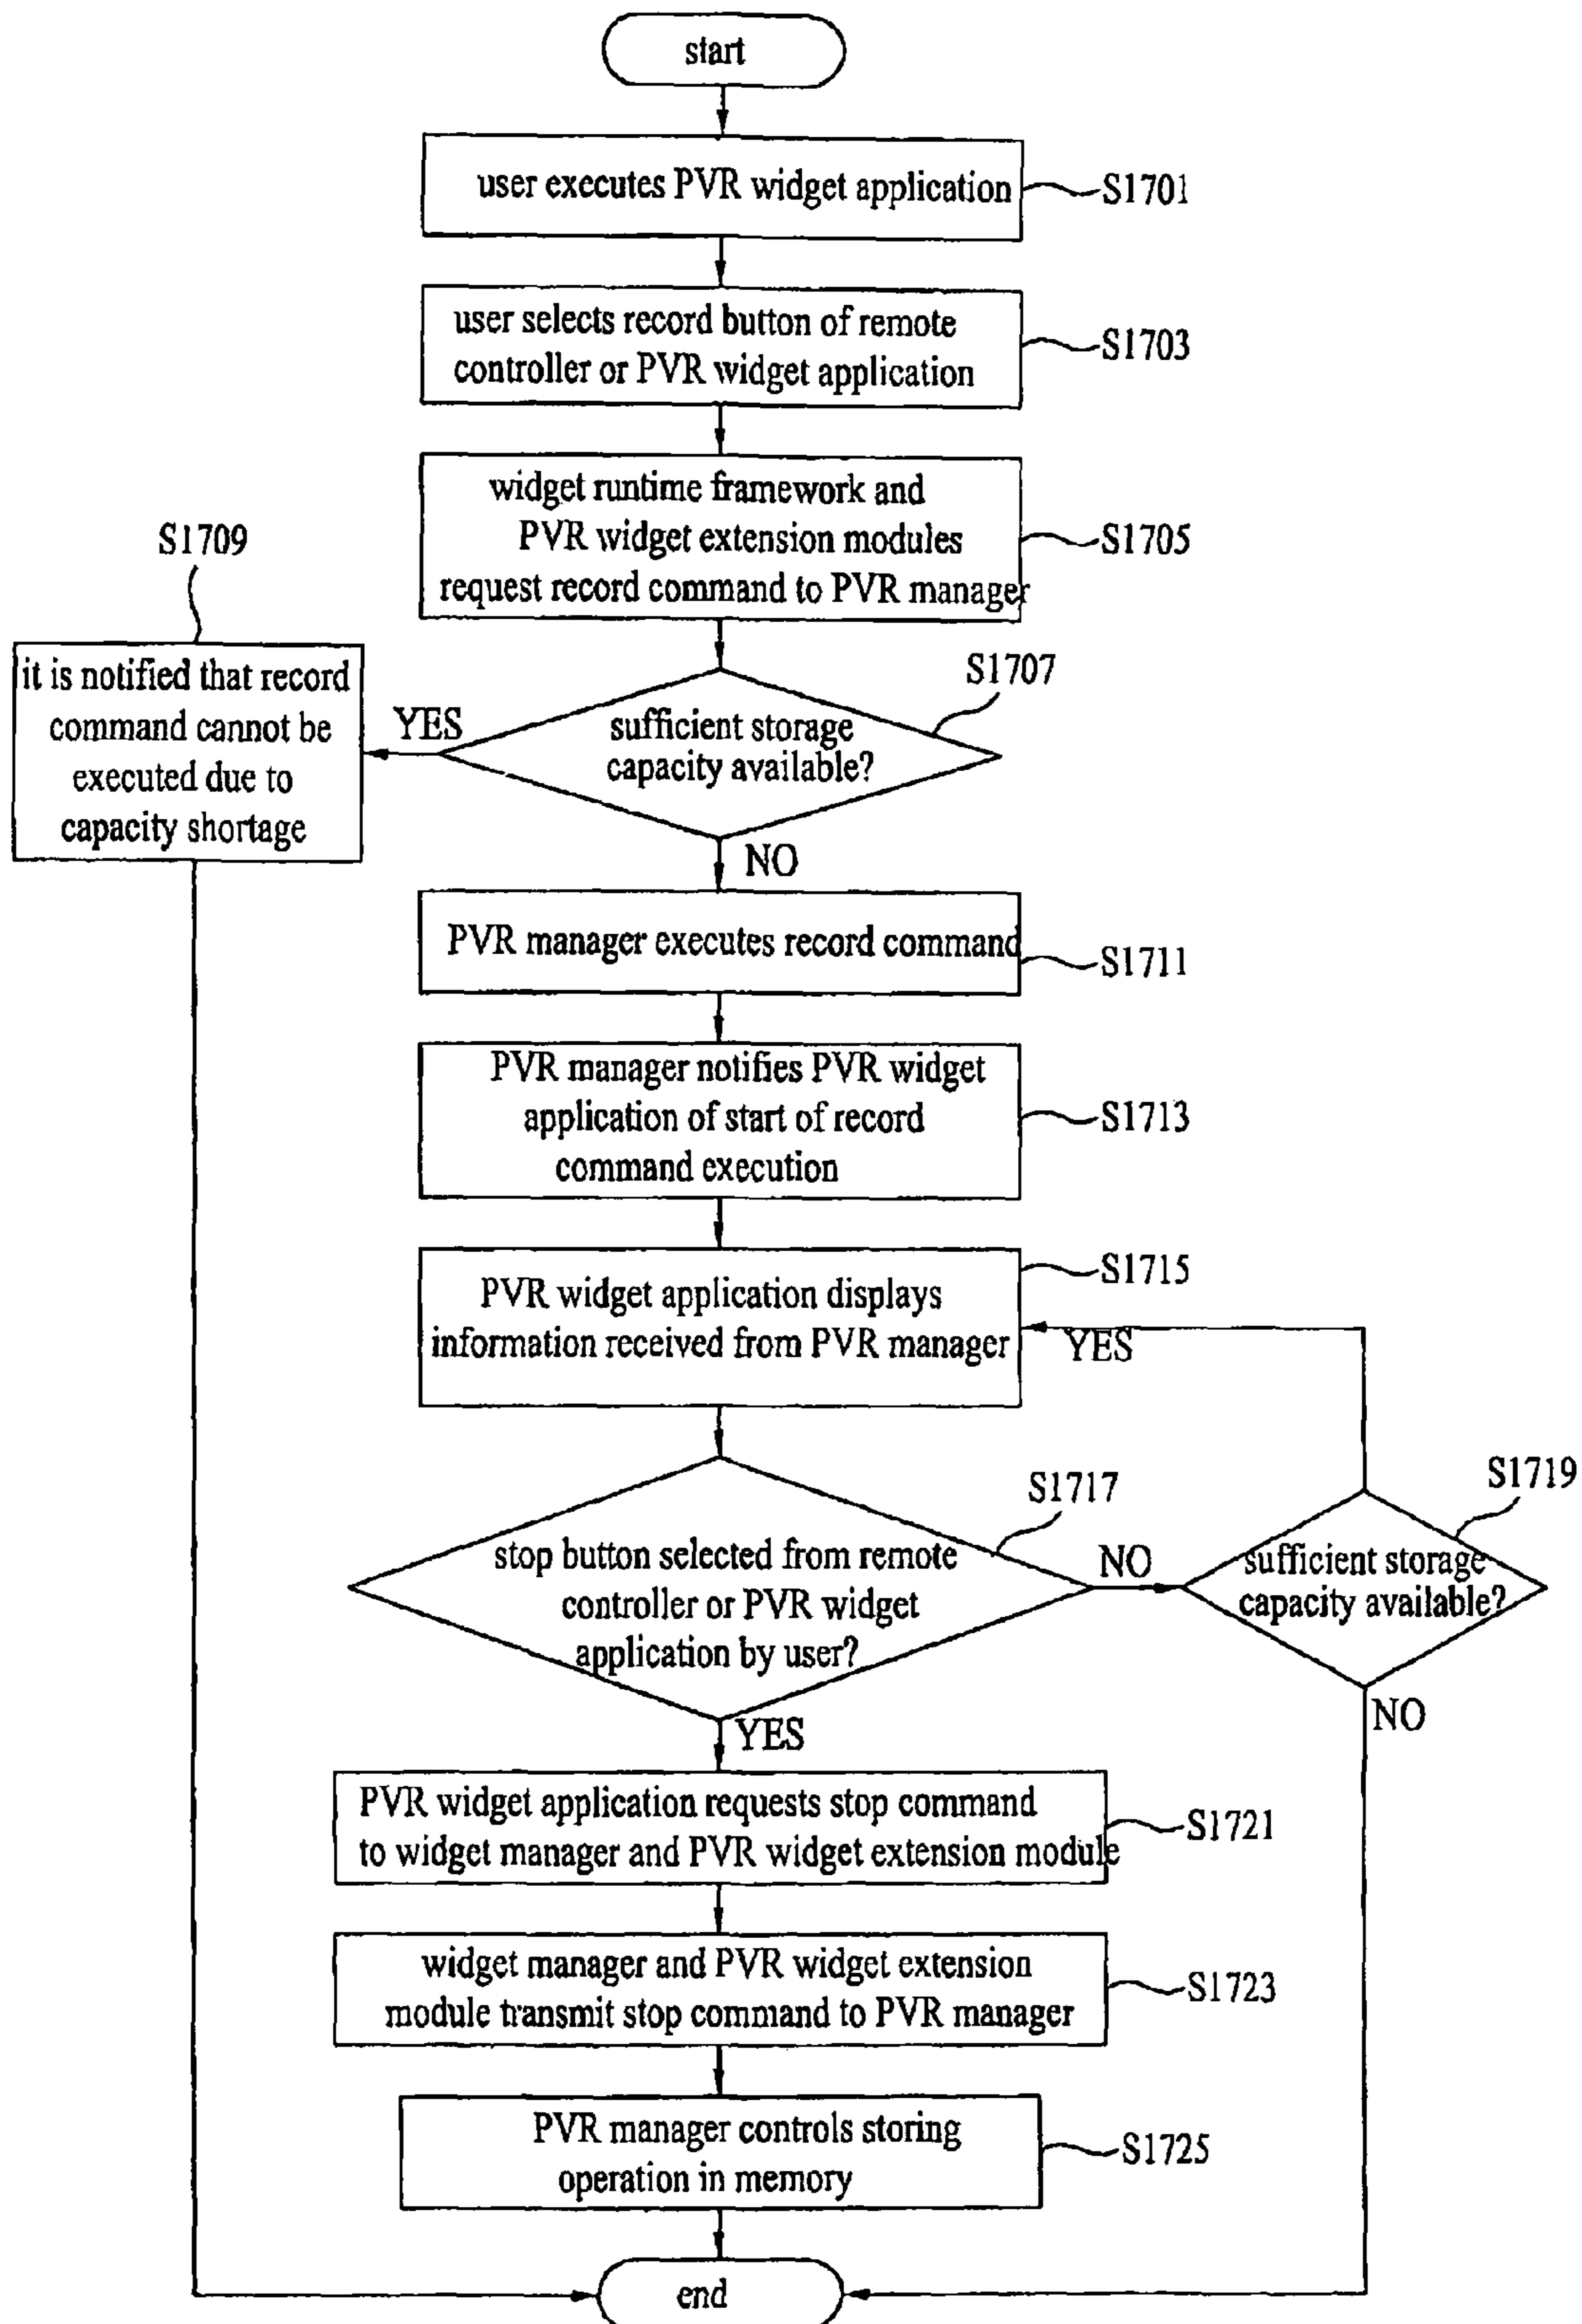 start
user executes PVR widget application
S1701
user selects record button of remote
controller or PVR widget application
S1703
widget runtime framework and
PVR widget extension modules
request record command to PVR manager
S1705
S1709
it is notified that record
command cannot be
executed due to
capacity shortage
YES
sufficient storage
capacity available?
S1707
NO
PVR manager executes record command
S1711
PVR manager notifies PVR widget
application of start of record
command execution
S1713
PVR widget application displays
information received from PVR manager
S1715
YES
stop button selected from remote
controller or PVR widget
application by user?
S1717
NO
sufficient storage
capacity available?
S1719
NO
YES
PVR widget application requests stop command
to widget manager and PVR widget extension module
S1721
widget manager and PVR widget extension
module transmit stop command to PVR manager
S1723
PVR manager controls storing
operation in memory
S1725
end